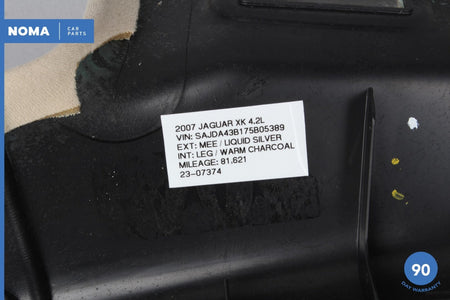 NOMA CAR PARTS
2007 JAGUAR XK 4.2L
VIN: SAJDA43B175B05389
EXT: MEE / LIQUID SILVER
INT: LEG / WARM CHARCOAL
MILEAGE: 81.621
23-07374
90
DAY WARRANTY